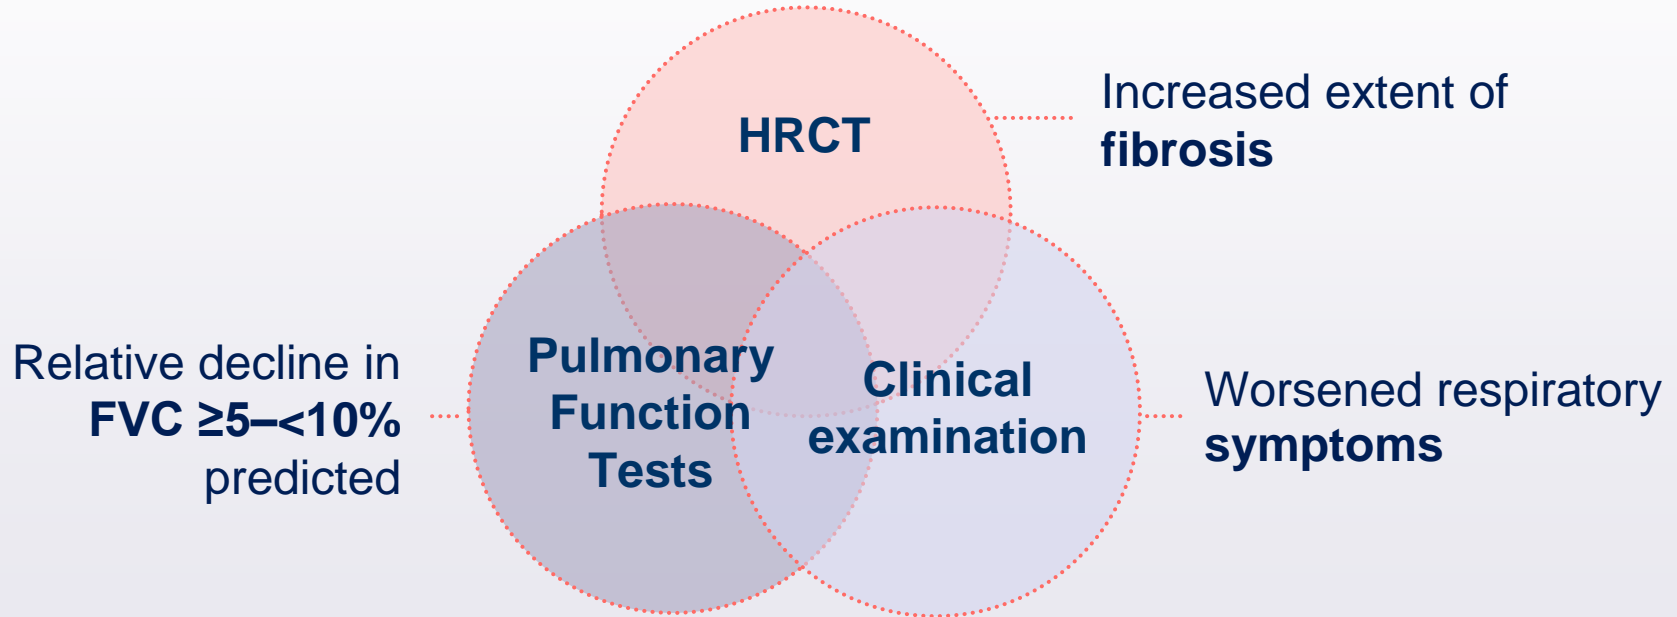 HRCT
Increased extent of
fibrosis
Relative decline in
FVC ≥5–<10%
predicted
Pulmonary
Function
Tests
Clinical
examination
Worsened respiratory
symptoms